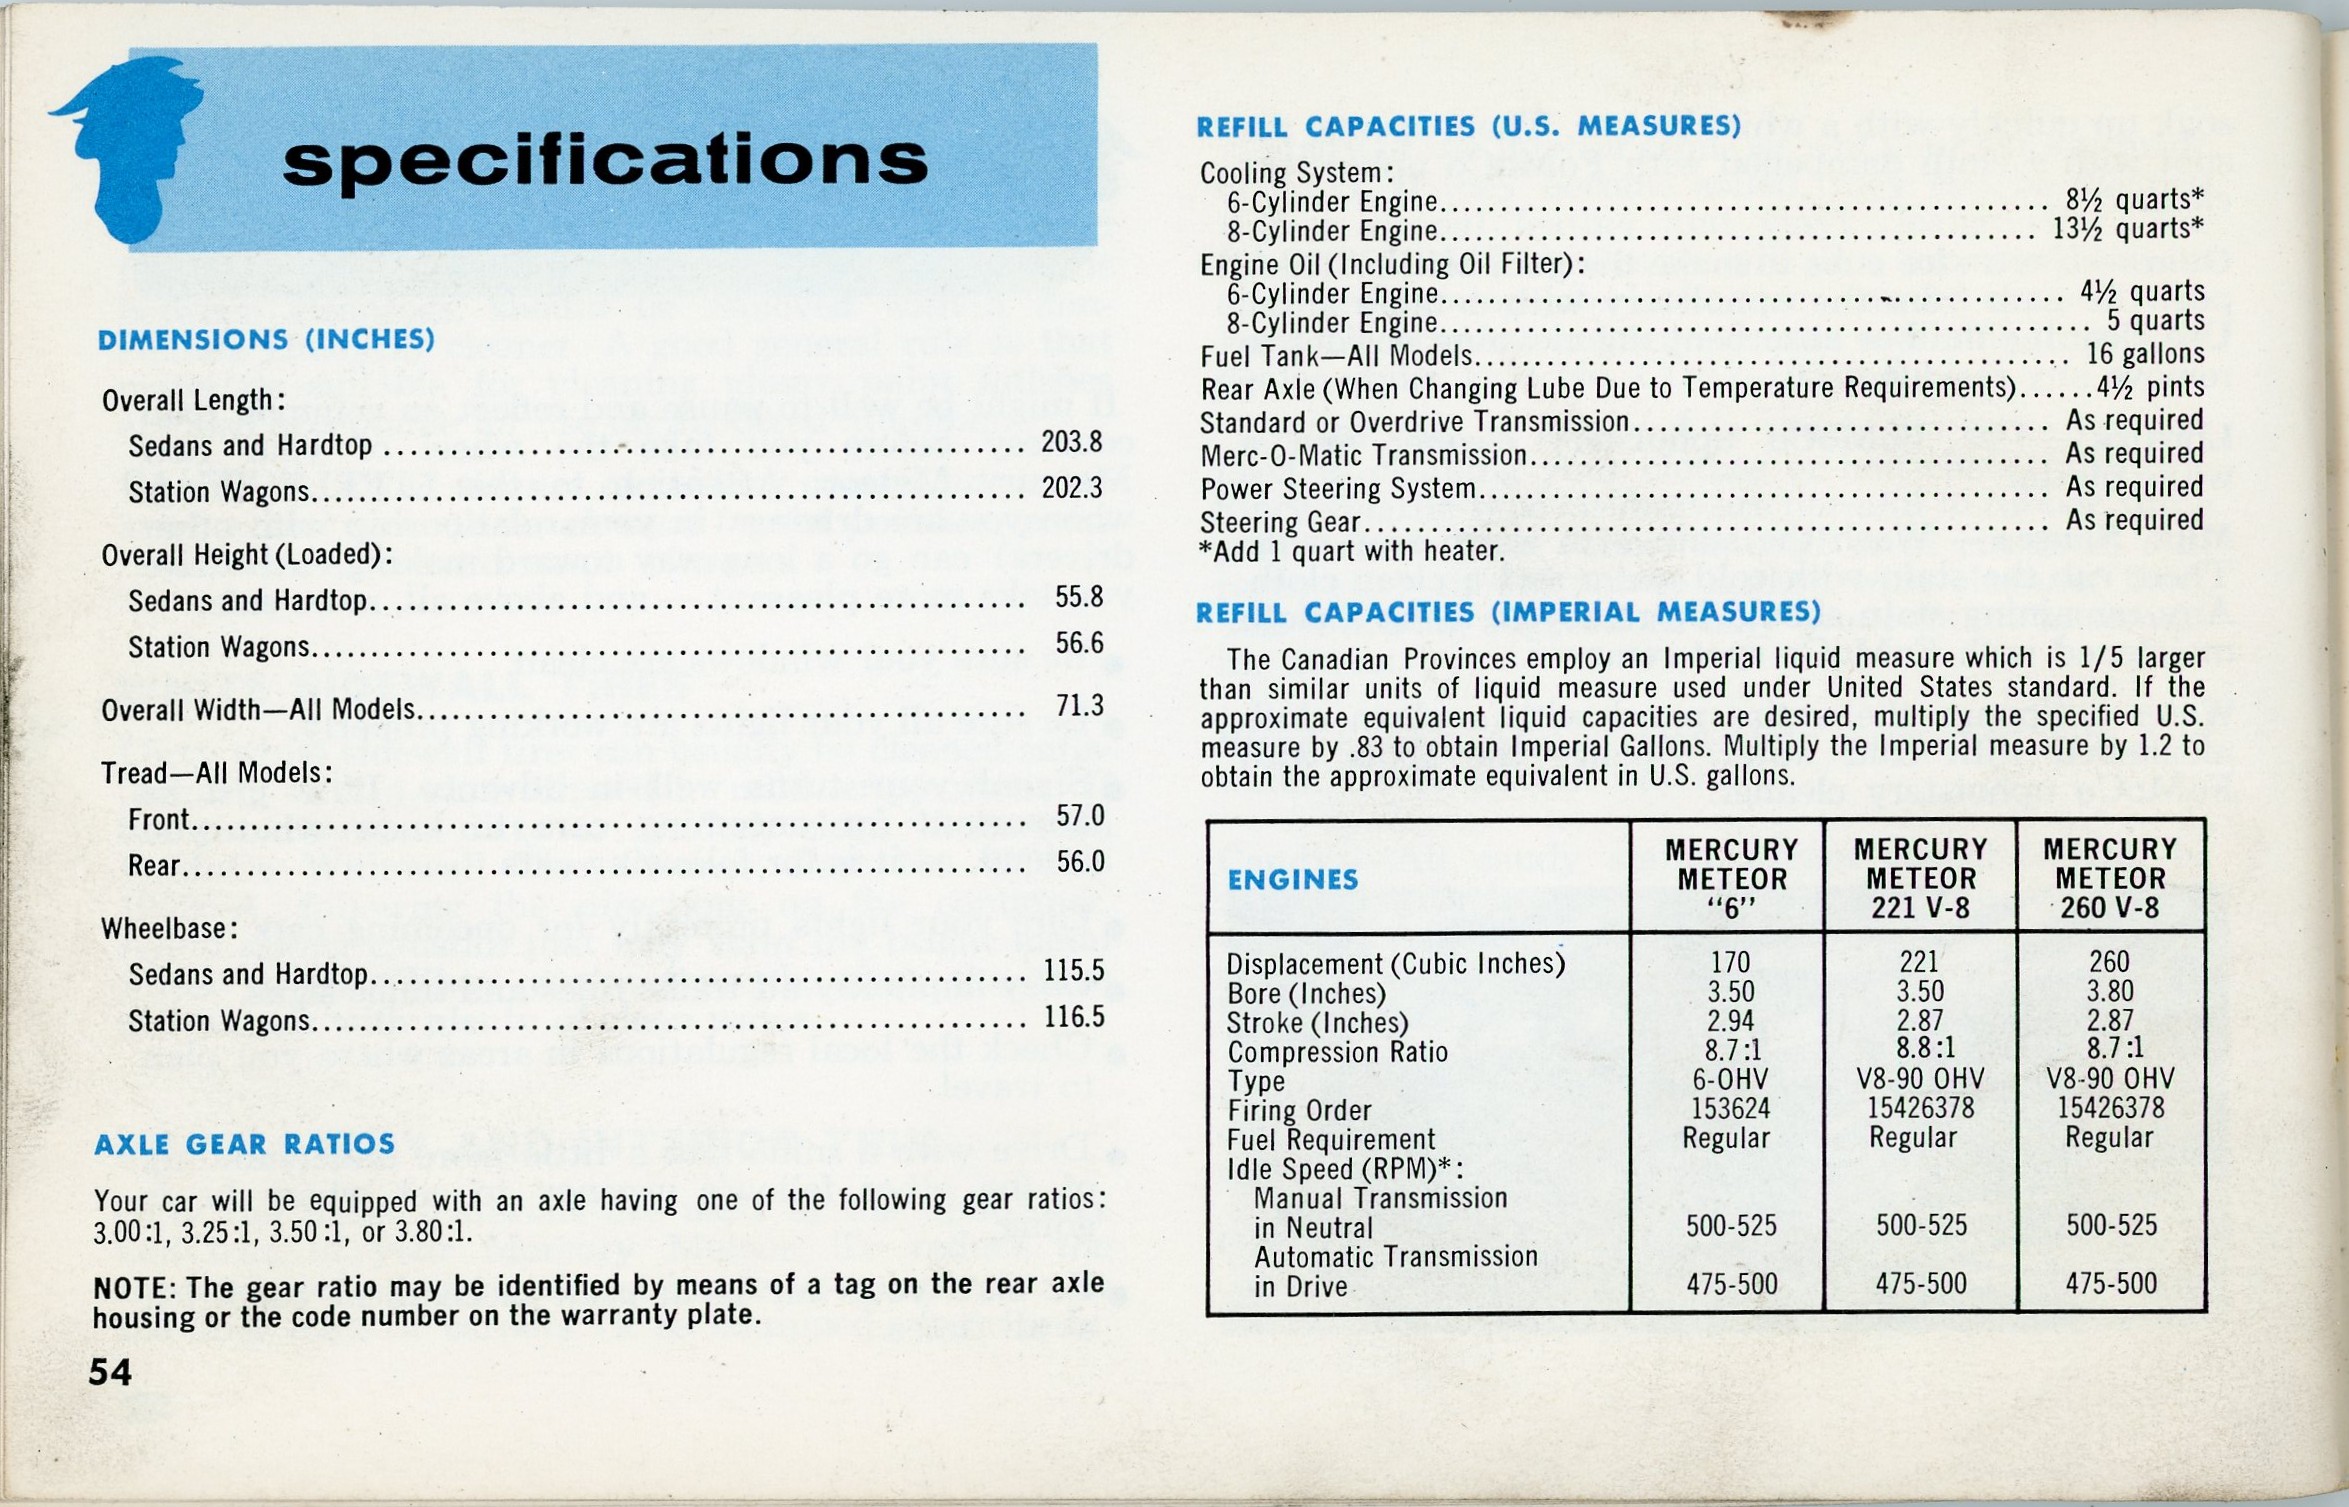 specifications
DIMENSIONS (INCHES)
Overall Length:
Sedans and Hardtop ........ 203.8
Station Wagons........ 202.3
Overall Height (Loaded):
Sedans and Hardtop........ 55.8
Station Wagons........ 56.6
Overall Width—All Models........ 71.3
Tread—All Models:
Front........ 57.0
Rear........ 56.0
Wheelbase:
Sedans and Hardtop........ 115.5
Station Wagons........ 116.5
AXLE GEAR RATIOS
Your car will be equipped with an axle having one of the following gear ratios:
3.00:1, 3.25:1, 3.50:1, or 3.80:1.
NOTE: The gear ratio may be identified by means of a tag on the rear axle
housing or the code number on the warranty plate.
54
REFILL CAPACITIES (U.S. MEASURES)
Cooling System:
6-Cylinder Engine........ 8½ quarts*
8-Cylinder Engine........ 13½ quarts*
Engine Oil (Including Oil Filter):
6-Cylinder Engine........ 4½ quarts
8-Cylinder Engine........ 5 quarts
Fuel Tank—All Models........ 16 gallons
Rear Axle (When Changing Lube Due to Temperature Requirements)......4½ pints
Standard or Overdrive Transmission........ As required
Merc-O-Matic Transmission........ As required
Power Steering System........ As required
Steering Gear........ As required
*Add 1 quart with heater.
REFILL CAPACITIES (IMPERIAL MEASURES)
The Canadian Provinces employ an Imperial liquid measure which is 1/5 larger
than similar units of liquid measure used under United States standard. If the
approximate equivalent liquid capacities are desired, multiply the specified U.S.
measure by .83 to obtain Imperial Gallons. Multiply the Imperial measure by 1.2 to
obtain the approximate equivalent in U.S. gallons.
ENGINES
MERCURY METEOR "6"
MERCURY METEOR 221 V-8
MERCURY METEOR 260 V-8
Displacement (Cubic Inches) 170 221 260
Bore (Inches) 3.50 3.50 3.80
Stroke (Inches) 2.94 2.87 2.87
Compression Ratio 8.7:1 8.8:1 8.7:1
Type 6-OHV V8-90 OHV V8-90 OHV
Firing Order 153624 15426378 15426378
Fuel Requirement Regular Regular Regular
Idle Speed (RPM)*:
Manual Transmission
in Neutral 500-525 500-525 500-525
Automatic Transmission
in Drive 475-500 475-500 475-500